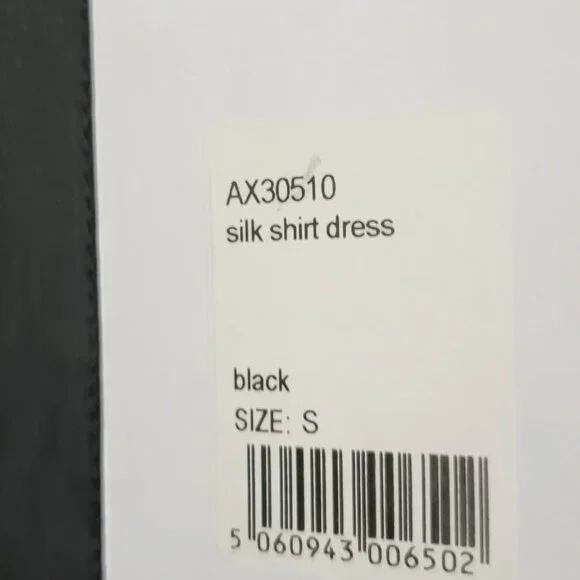 AX30510
silk shirt dress
black
SIZE: S
5 060943 006502